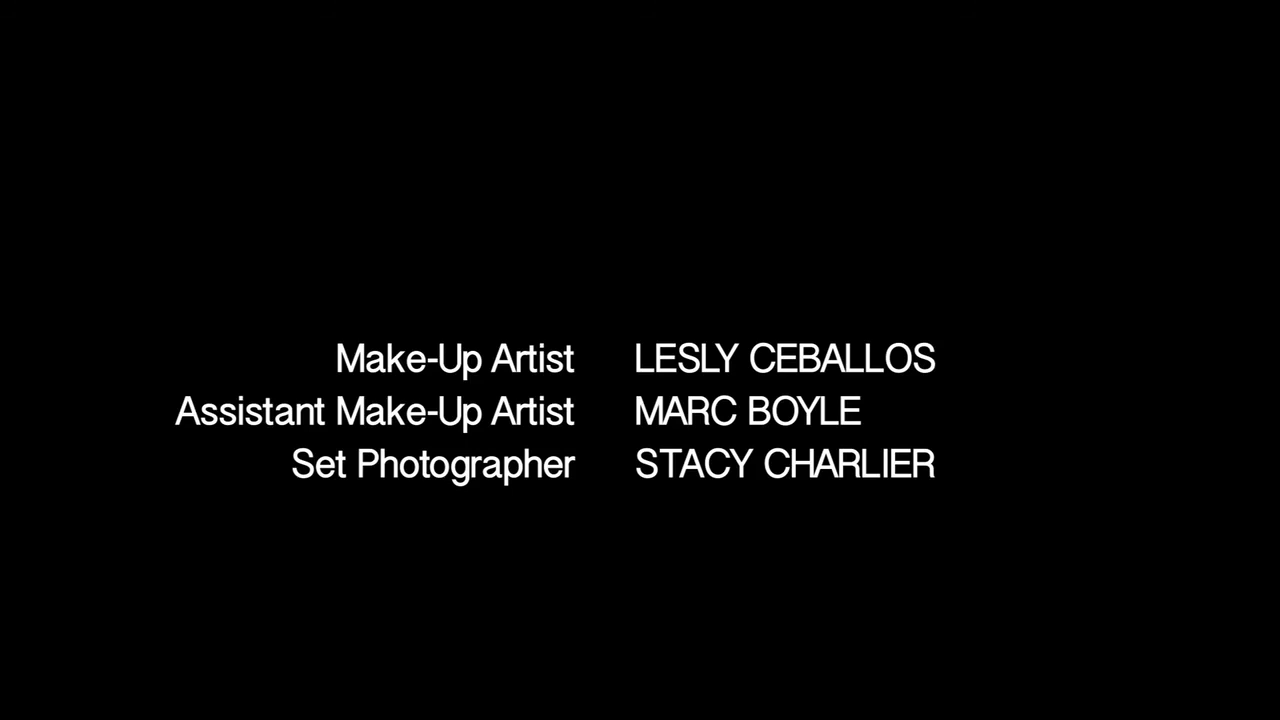 Make-Up Artist LESLY CEBALLOS
Assistant Make-Up Artist MARC BOYLE
Set Photographer STACY CHARLIER